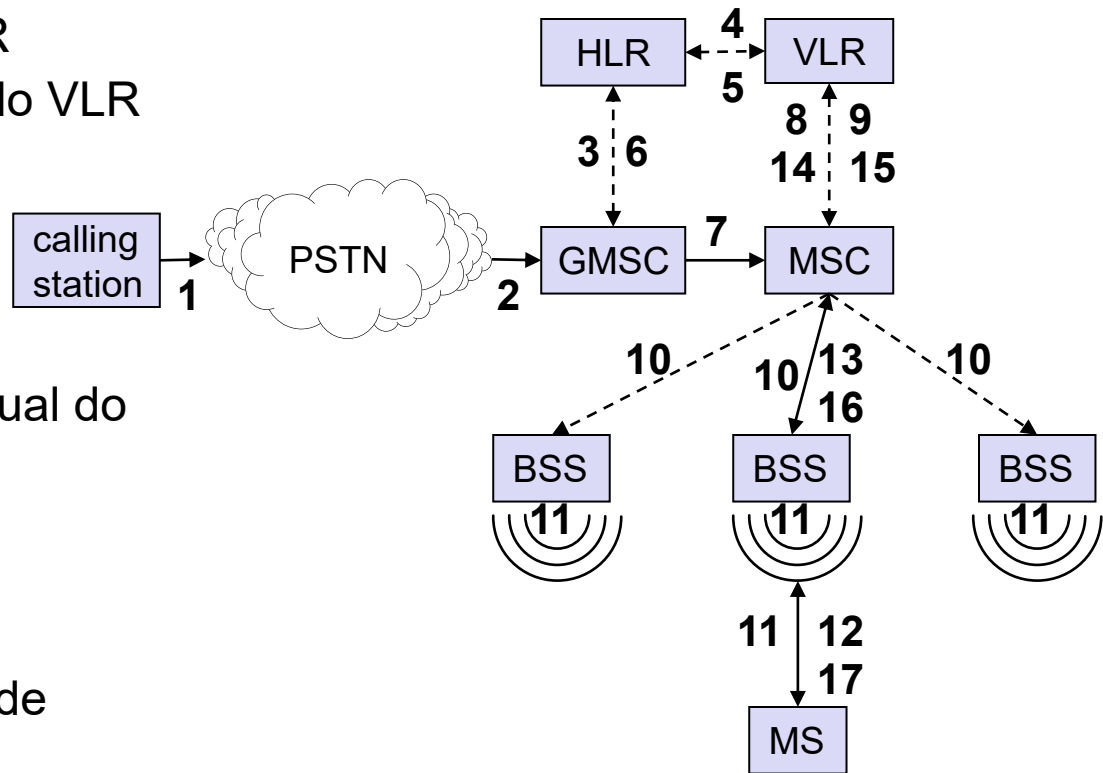 R
do VLR
ual do
de
4
HLR
VLR
5
8 9
3 6
14 15
calling
station
PSTN
GMSC
7
MSC
1
2
10
10
13
10
16
BSS
BSS
BSS
11
11
11
11
12
17
MS